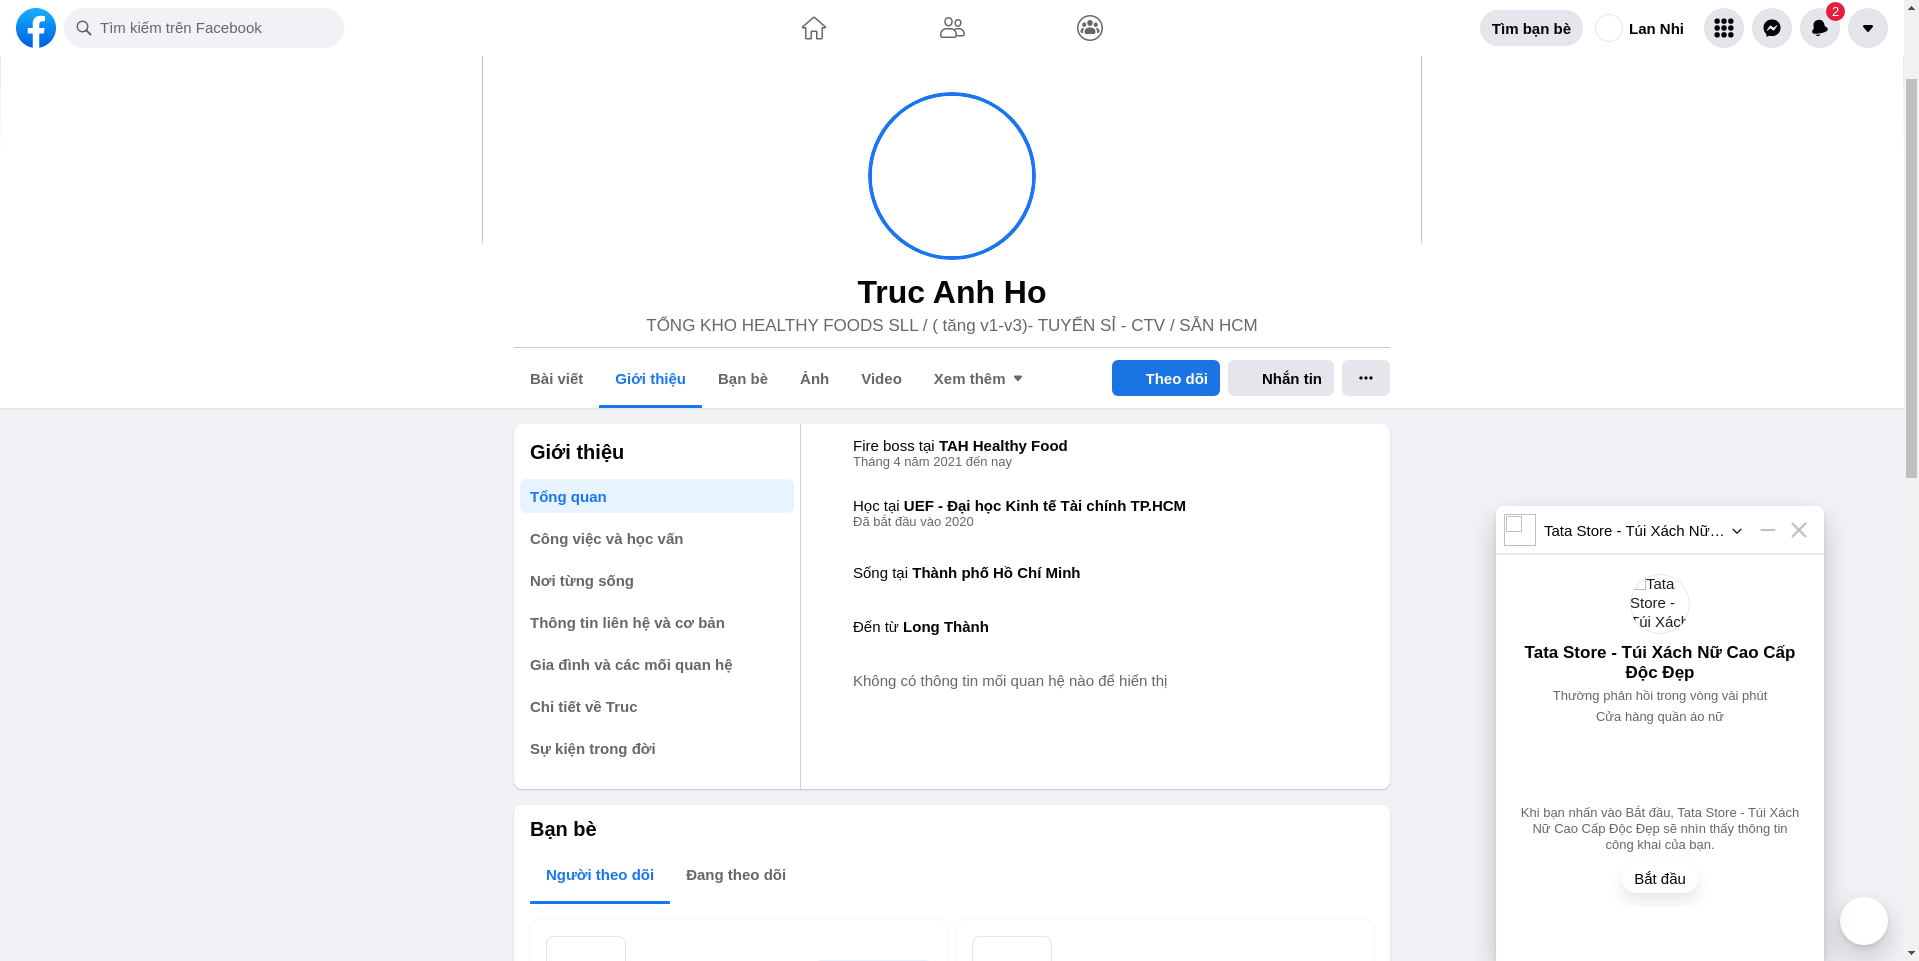 Tìm kiếm trên Facebook
Tìm bạn bè
Lan Nhi
2
Truc Anh Ho
TỔNG KHO HEALTHY FOODS SLL / ( tăng v1-v3)- TUYỂN SỈ - CTV / SẴN HCM
Bài viết
Giới thiệu
Bạn bè
Ảnh
Video
Xem thêm
Theo dõi
Nhắn tin
Giới thiệu
Tổng quan
Công việc và học vấn
Nơi từng sống
Thông tin liên hệ và cơ bản
Gia đình và các mối quan hệ
Chi tiết về Truc
Sự kiện trong đời
Fire boss tại TAH Healthy Food
Tháng 4 năm 2021 đến nay
Học tại UEF - Đại học Kinh tế Tài chính TP.HCM
Đã bắt đầu vào 2020
Sống tại Thành phố Hồ Chí Minh
Đến từ Long Thành
Không có thông tin mối quan hệ nào để hiển thị
Bạn bè
Người theo dõi
Đang theo dõi
Tata Store - Túi Xách Nữ…
Tata
Store -
Túi Xách
Tata Store - Túi Xách Nữ Cao Cấp
Độc Đẹp
Thường phản hồi trong vòng vài phút
Cửa hàng quần áo nữ
Khi bạn nhấn vào Bắt đầu, Tata Store - Túi Xách
Nữ Cao Cấp Độc Đẹp sẽ nhìn thấy thông tin
công khai của bạn.
Bắt đầu